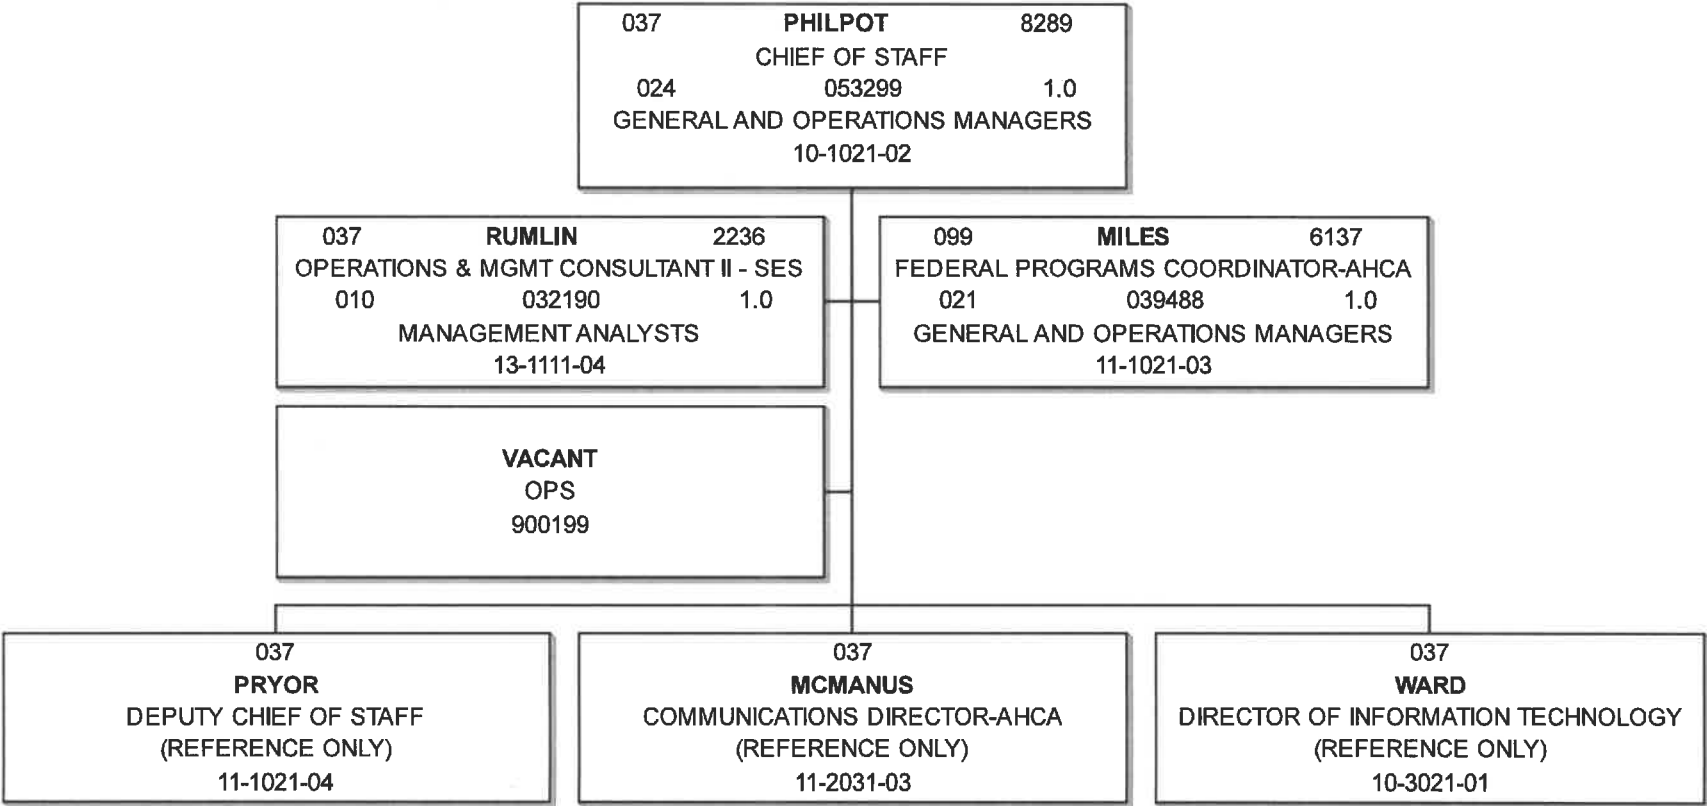 037 PHILPOT 8289
CHIEF OF STAFF
024 053299 1.0
GENERAL AND OPERATIONS MANAGERS
10-1021-02
037 RUMLIN 2236
OPERATIONS & MGMT CONSULTANT II - SES
010 032190 1.0
MANAGEMENT ANALYSTS
13-1111-04
099 MILES 6137
FEDERAL PROGRAMS COORDINATOR-AHCA
021 039488 1.0
GENERAL AND OPERATIONS MANAGERS
11-1021-03
VACANT
OPS
900199
037
PRYOR
DEPUTY CHIEF OF STAFF
(REFERENCE ONLY)
11-1021-04
037
MCMANUS
COMMUNICATIONS DIRECTOR-AHCA
(REFERENCE ONLY)
11-2031-03
037
WARD
DIRECTOR OF INFORMATION TECHNOLOGY
(REFERENCE ONLY)
10-3021-01